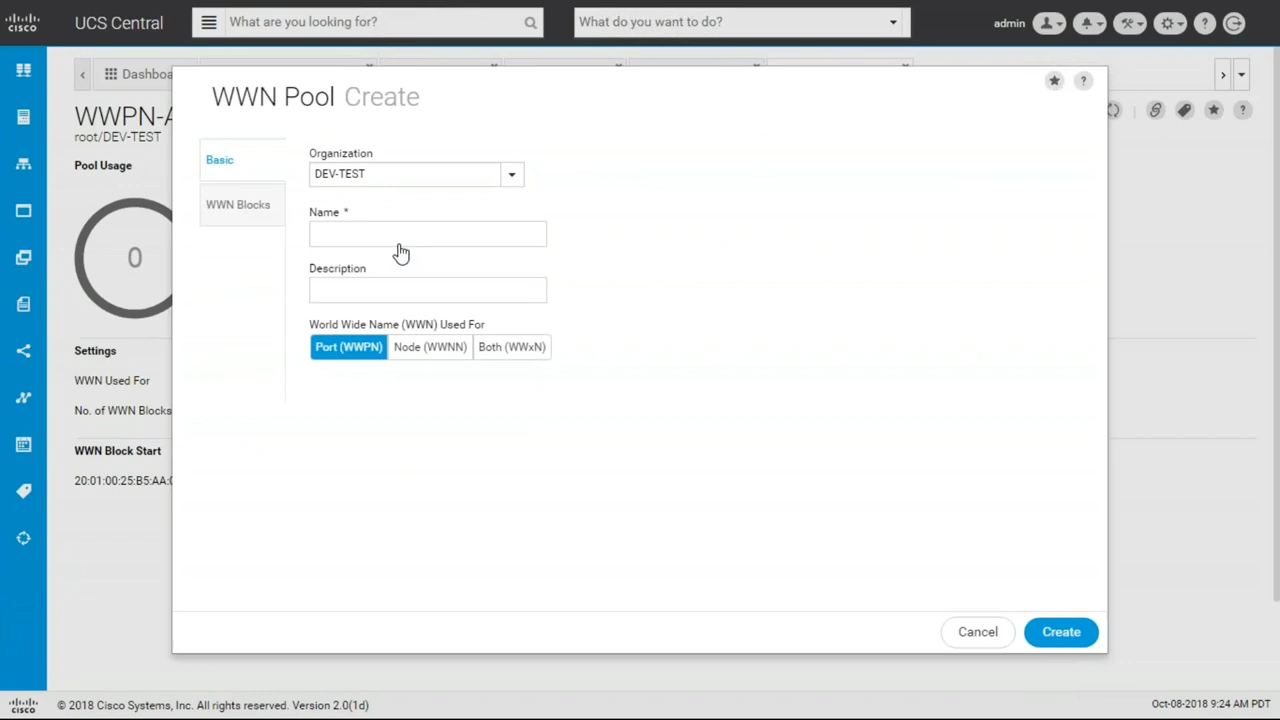 cisco
UCS Central
What are you looking for?
What do you want to do?
admin
Dashboa
WWPN-A
root/DEV-TEST
Pool Usage
0
Settings
WWN Used For
No. of WWN Blocks
WWN Block Start
20:01:00:25:B5:AA:0
WWN Pool Create
Basic
WWN Blocks
Organization
DEV-TEST
Name *
Description
World Wide Name (WWN) Used For
Port (WWPN) Node (WWNN) Both (WWxN)
Cancel Create
cisco
© 2018 Cisco Systems, Inc. All rights reserved. Version 2.0(1d)
Oct-08-2018 9:24 AM PDT